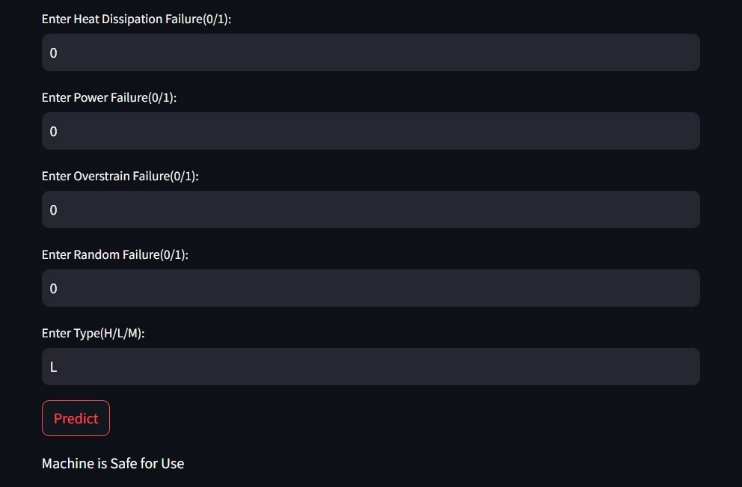 Enter Heat Dissipation Failure(0/1):
0
Enter Power Failure(0/1):
0
Enter Overstrain Failure(0/1):
0
Enter Random Failure(0/1):
0
Enter Type(H/L/M):
L
Predict
Machine is Safe for Use